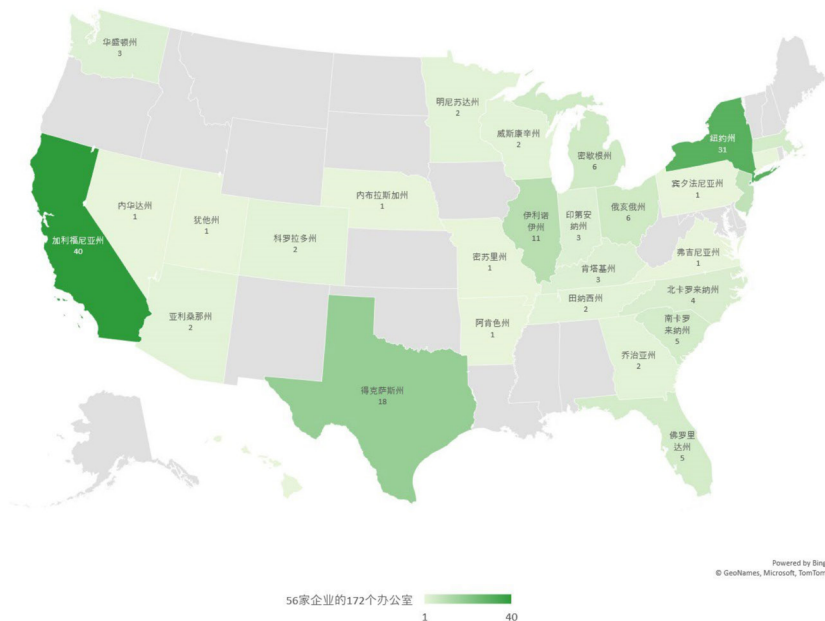 华盛顿州
3
明尼苏达州
2
威斯康辛州
2
密歇根州
6
纽约州
31
宾夕法尼亚州
1
内华达州
1
犹他州
1
内布拉斯加州
1
伊利诺
伊州
11
印第安
纳州
3
俄亥俄州
6
加利福尼亚州
40
科罗拉多州
2
密苏里州
1
肯塔基州
3
弗吉尼亚州
1
北卡罗来纳州
4
田纳西州
2
亚利桑那州
2
阿肯色州
1
南卡罗
来纳州
5
乔治亚州
2
得克萨斯州
18
佛罗里
达州
5
Powered by Bing
© GeoNames, Microsoft, TomTom
56家企业的172个办公室
1
40